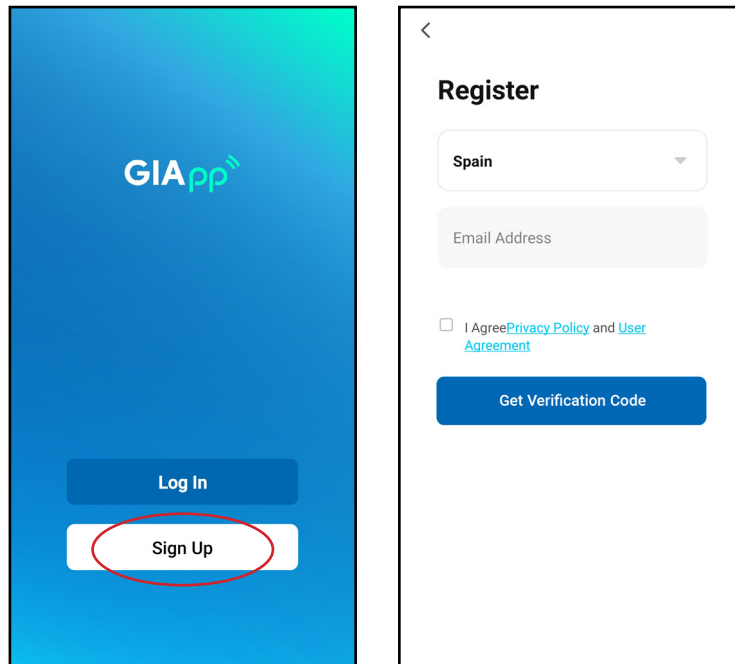 GIApp
Log In
Sign Up
Register
Spain
Email Address
I AgreePrivacy Policy and User
Agreement
Get Verification Code